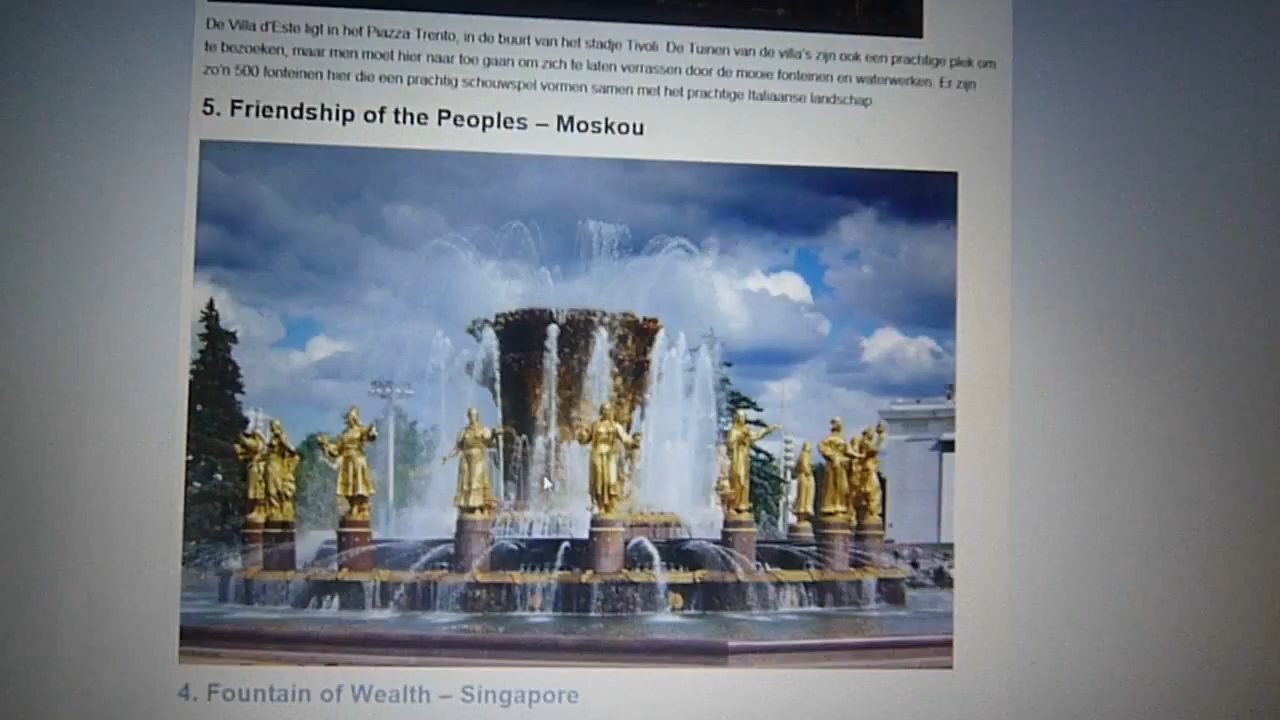 De Villa d'Este ligt in het Piazza Trento, in de buurt van het stadje Tivoli. De Tuinen van de villa's zijn ook een prachtige plek om
te bezoeken, maar men moet hier naar toe gaan om zich te laten verrassen door de mooie fonteinen en waterwerken. Er zijn
zo'n 500 fonteinen hier die een prachtig schouwspel vormen samen met het prachtige Italiaanse landschap.
5. Friendship of the Peoples – Moskou
4. Fountain of Wealth – Singapore